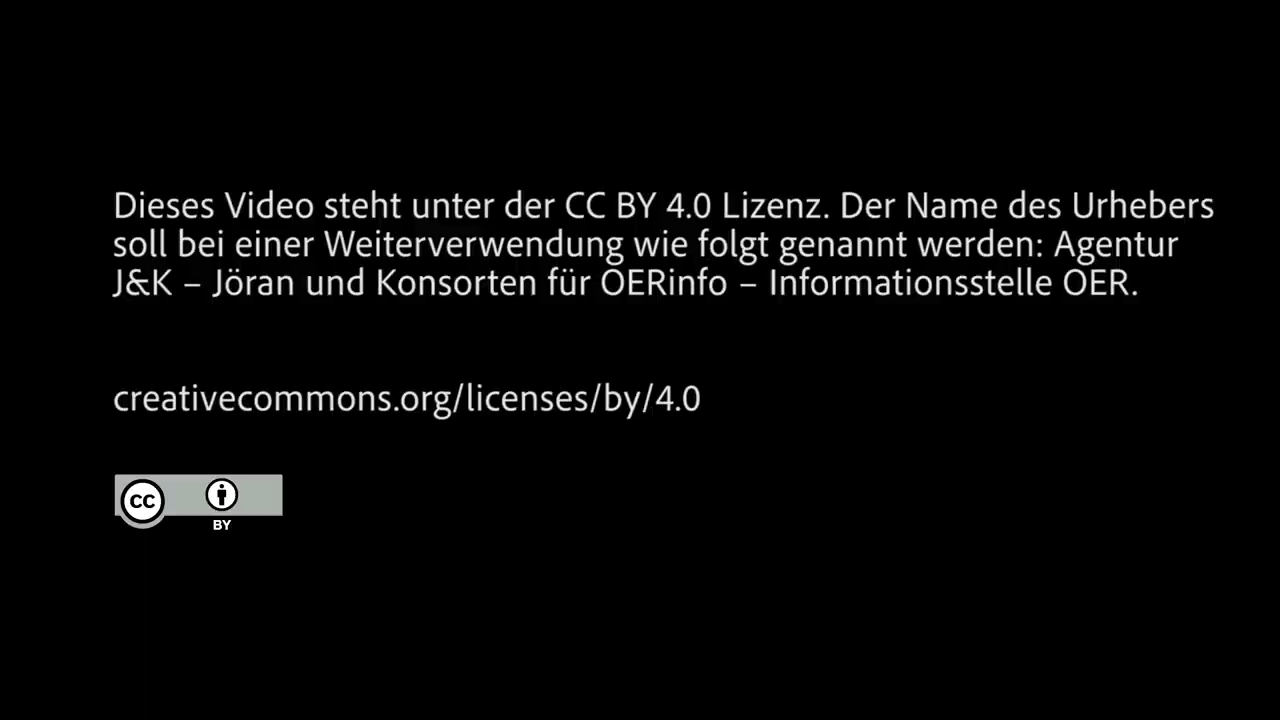 Dieses Video steht unter der CC BY 4.0 Lizenz. Der Name des Urhebers
soll bei einer Weiterverwendung wie folgt genannt werden: Agentur
J&K – Jöran und Konsorten für OERinfo – Informationsstelle OER.
creativecommons.org/licenses/by/4.0
CC
BY